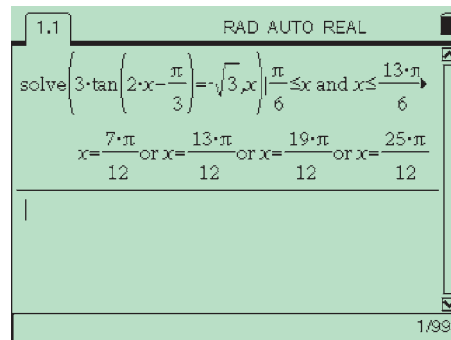 1.1 RAD AUTO REAL
solve(3·tan(2·x-π/3)=-√3,x)|π/6≤x and x≤13·π/6▸
x=7·π/12 or x=13·π/12 or x=19·π/12 or x=25·π/12
1/99